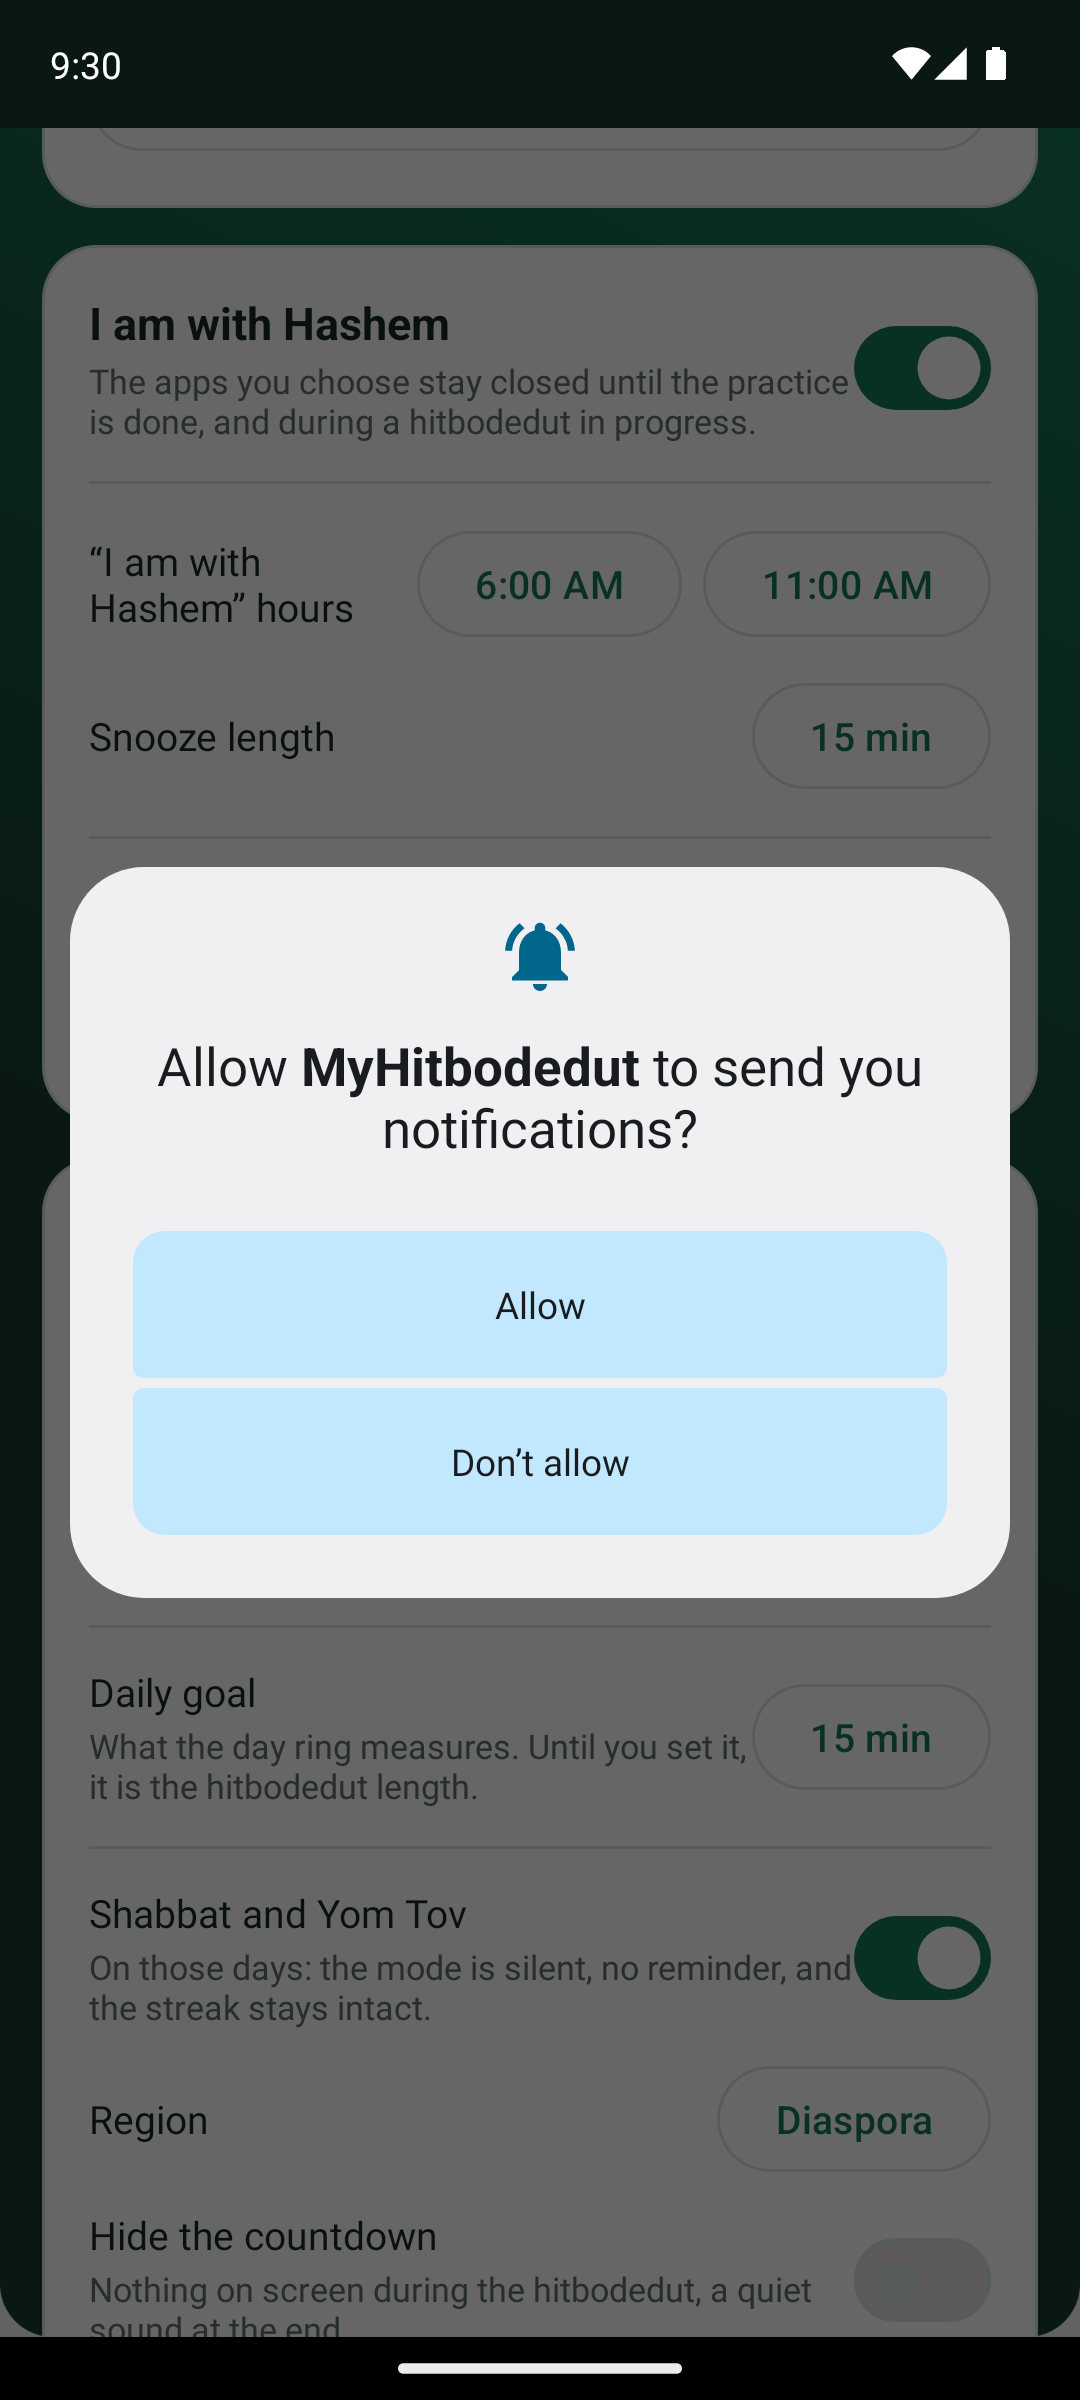 9:30
I am with Hashem
The apps you choose stay closed until the practice
is done, and during a hitbodedut in progress.
“I am with
Hashem” hours
6:00 AM
11:00 AM
Snooze length
15 min
Allow MyHitbodedut to send you
notifications?
Allow
Don’t allow
Daily goal
What the day ring measures. Until you set it,
it is the hitbodedut length.
15 min
Shabbat and Yom Tov
On those days: the mode is silent, no reminder, and
the streak stays intact.
Region
Diaspora
Hide the countdown
Nothing on screen during the hitbodedut, a quiet
sound at the end